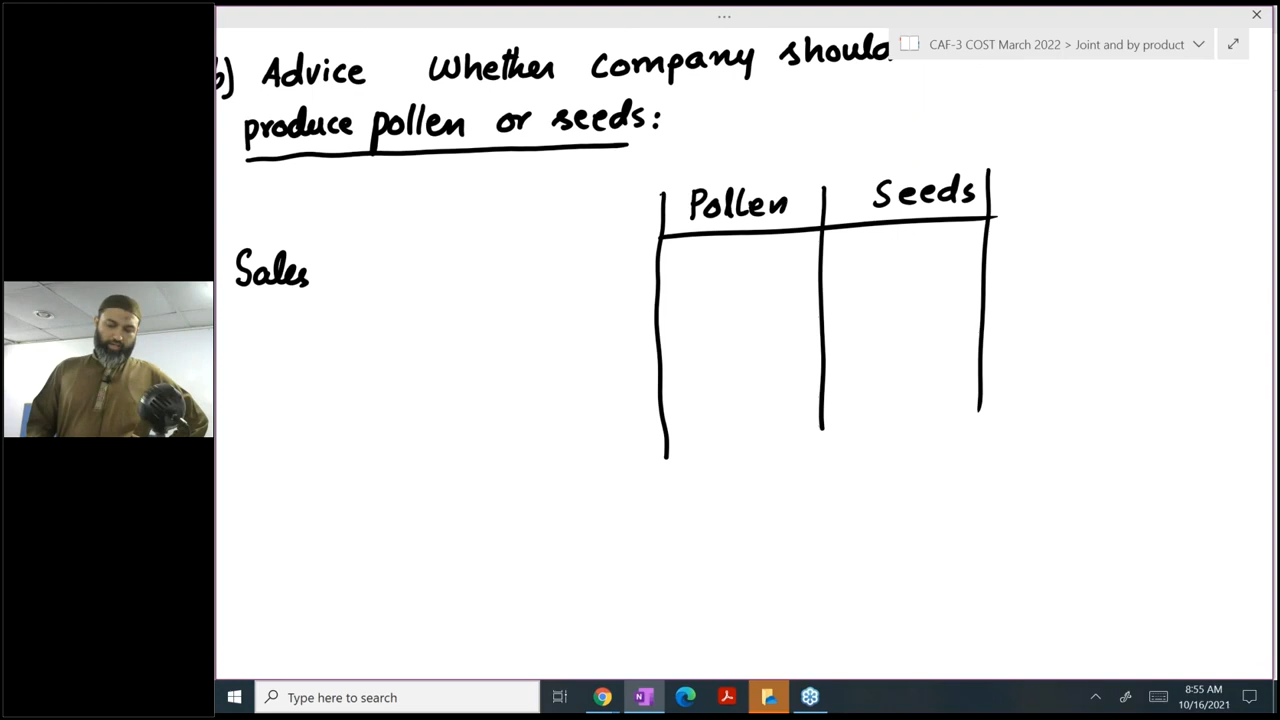 CAF-3 COST March 2022 > Joint and by product
b) Advice Whether company should
produce pollen or seeds:
Pollen Seeds
Sales
Type here to search
8:55 AM
10/16/2021